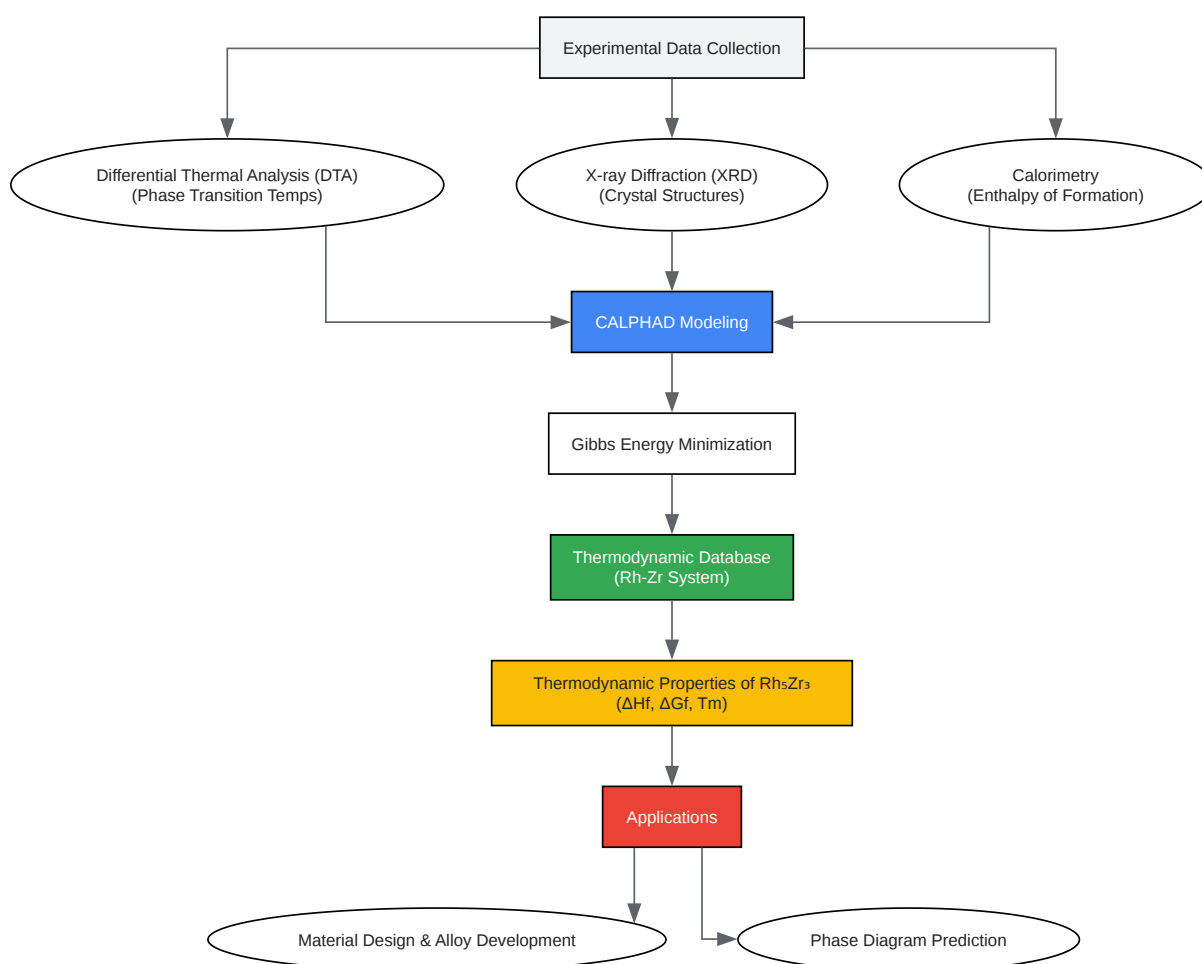 Experimental Data Collection
Differential Thermal Analysis (DTA)
(Phase Transition Temps)
X-ray Diffraction (XRD)
(Crystal Structures)
Calorimetry
(Enthalpy of Formation)
CALPHAD Modeling
Gibbs Energy Minimization
Thermodynamic Database
(Rh-Zr System)
Thermodynamic Properties of Rh₅Zr₃
(ΔHf, ΔGf, Tm)
Applications
Material Design & Alloy Development
Phase Diagram Prediction